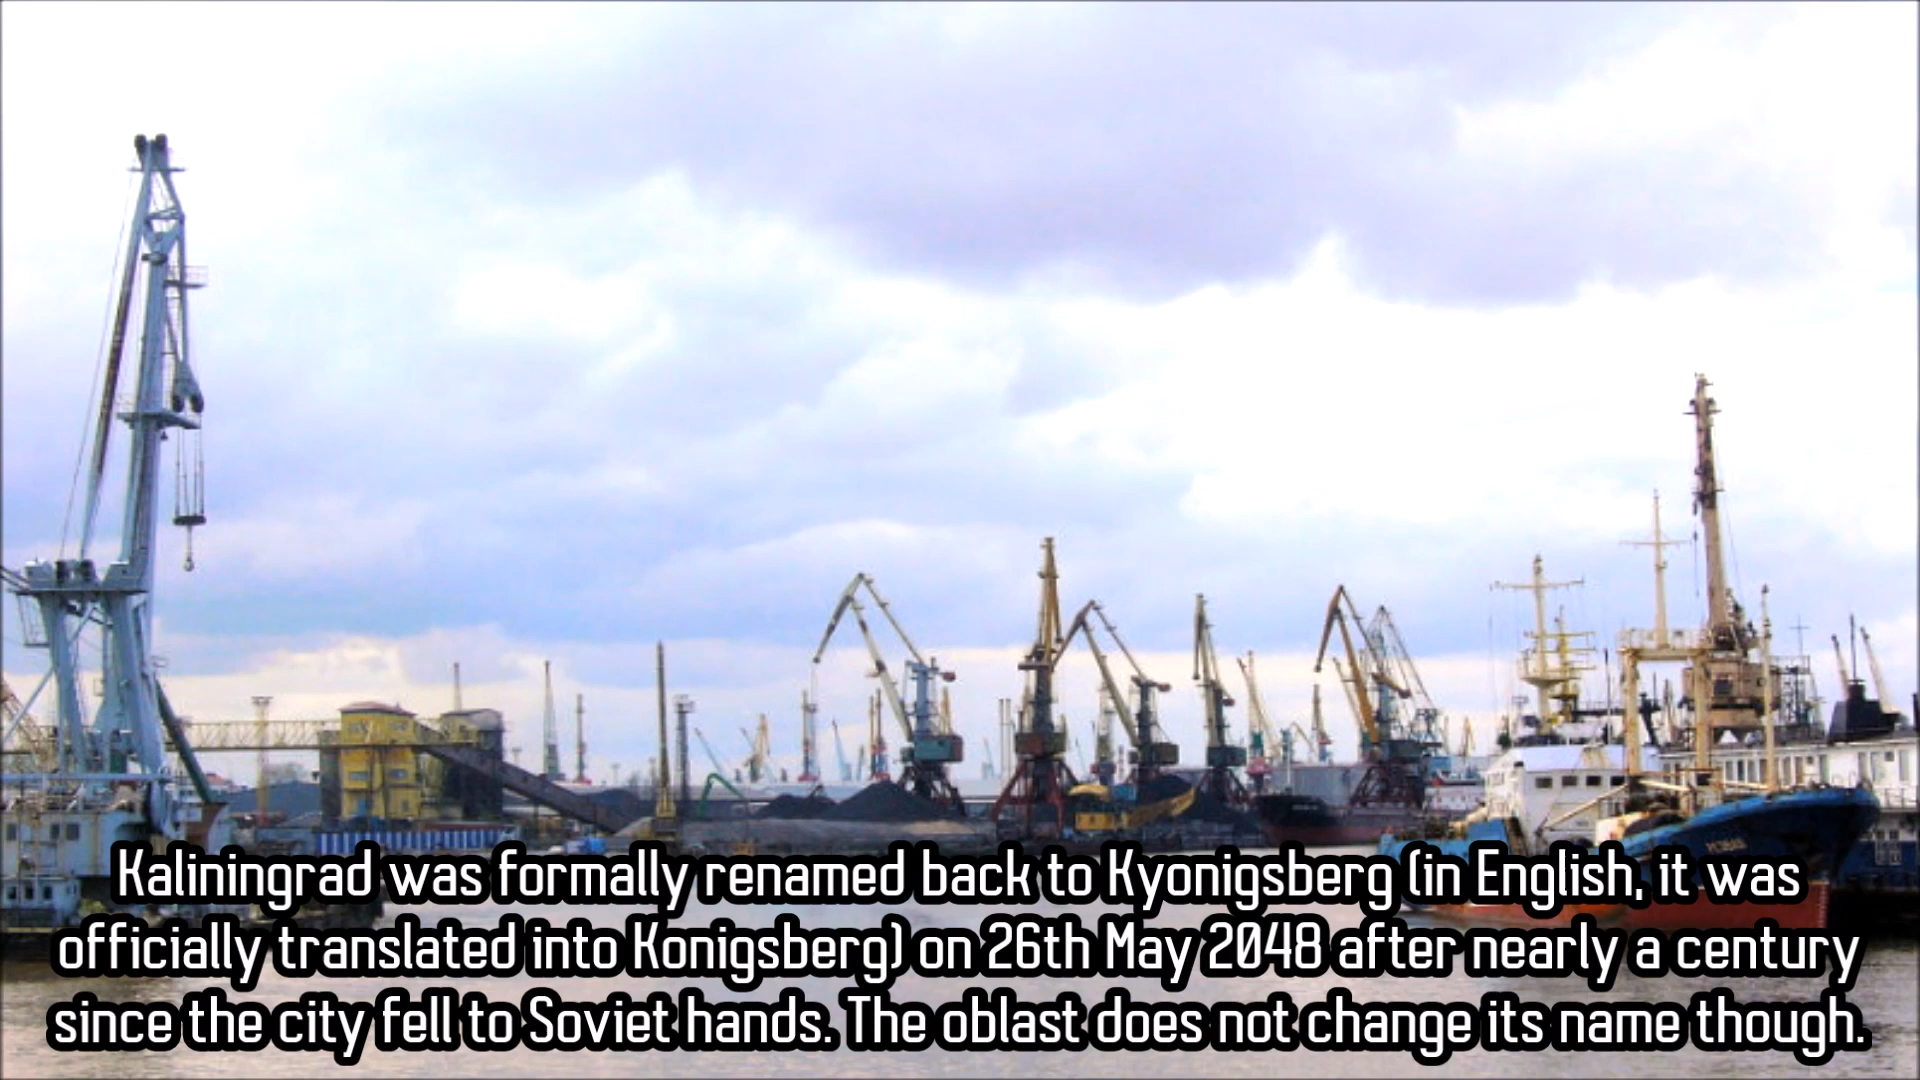 Kaliningrad was formally renamed back to Kyonigsberg (in English, it was
officially translated into Konigsberg) on 26th May 2048 after nearly a century
since the city fell to Soviet hands. The oblast does not change its name though.